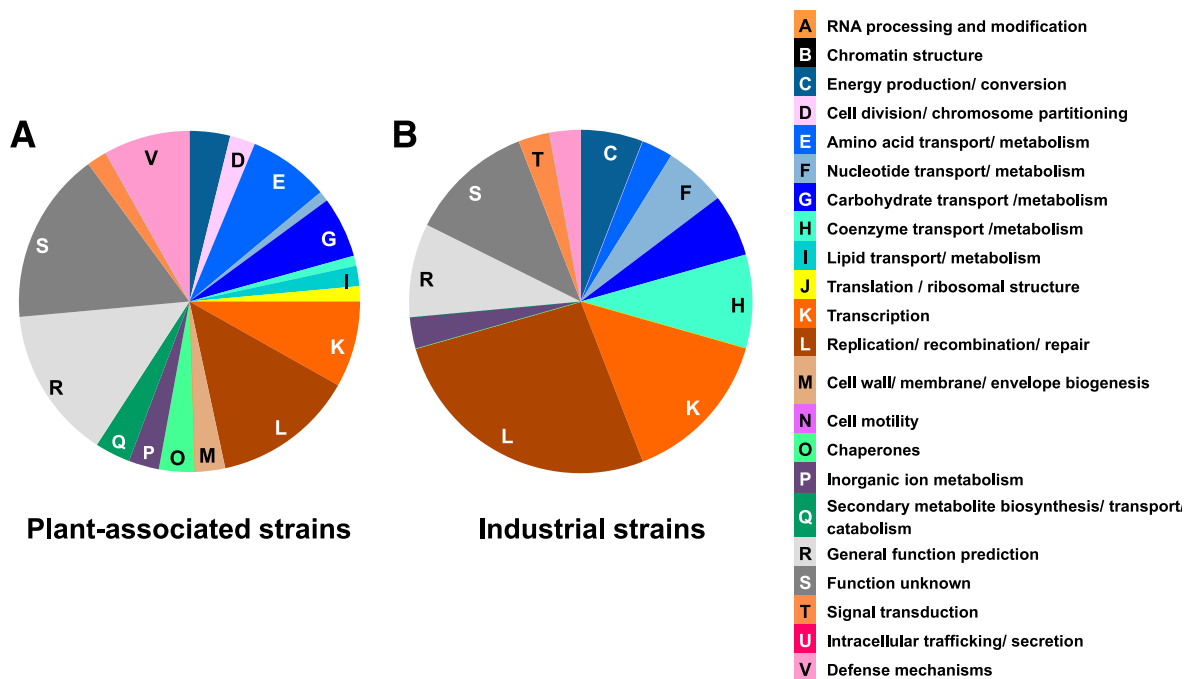 A
V
D
E
G
I
K
L
M
O
P
Q
R
S
Plant-associated strains
B
T
C
F
H
K
L
R
S
Industrial strains
A RNA processing and modification
B Chromatin structure
C Energy production/ conversion
D Cell division/ chromosome partitioning
E Amino acid transport/ metabolism
F Nucleotide transport/ metabolism
G Carbohydrate transport /metabolism
H Coenzyme transport /metabolism
I Lipid transport/ metabolism
J Translation / ribosomal structure
K Transcription
L Replication/ recombination/ repair
M Cell wall/ membrane/ envelope biogenesis
N Cell motility
O Chaperones
P Inorganic ion metabolism
Q Secondary metabolite biosynthesis/ transport/
catabolism
R General function prediction
S Function unknown
T Signal transduction
U Intracellular trafficking/ secretion
V Defense mechanisms